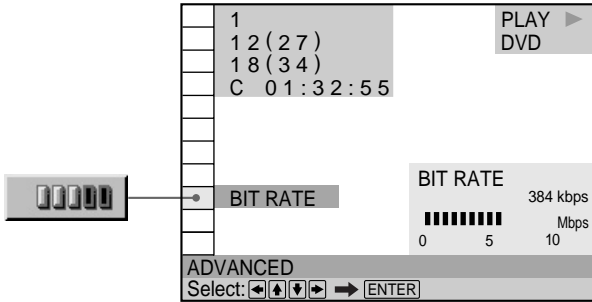 1
12(27)
18(34)
C 01:32:55
PLAY
DVD
BIT RATE
BIT RATE
384 kbps
Mbps
0 5 10
ADVANCED
Select: ENTER